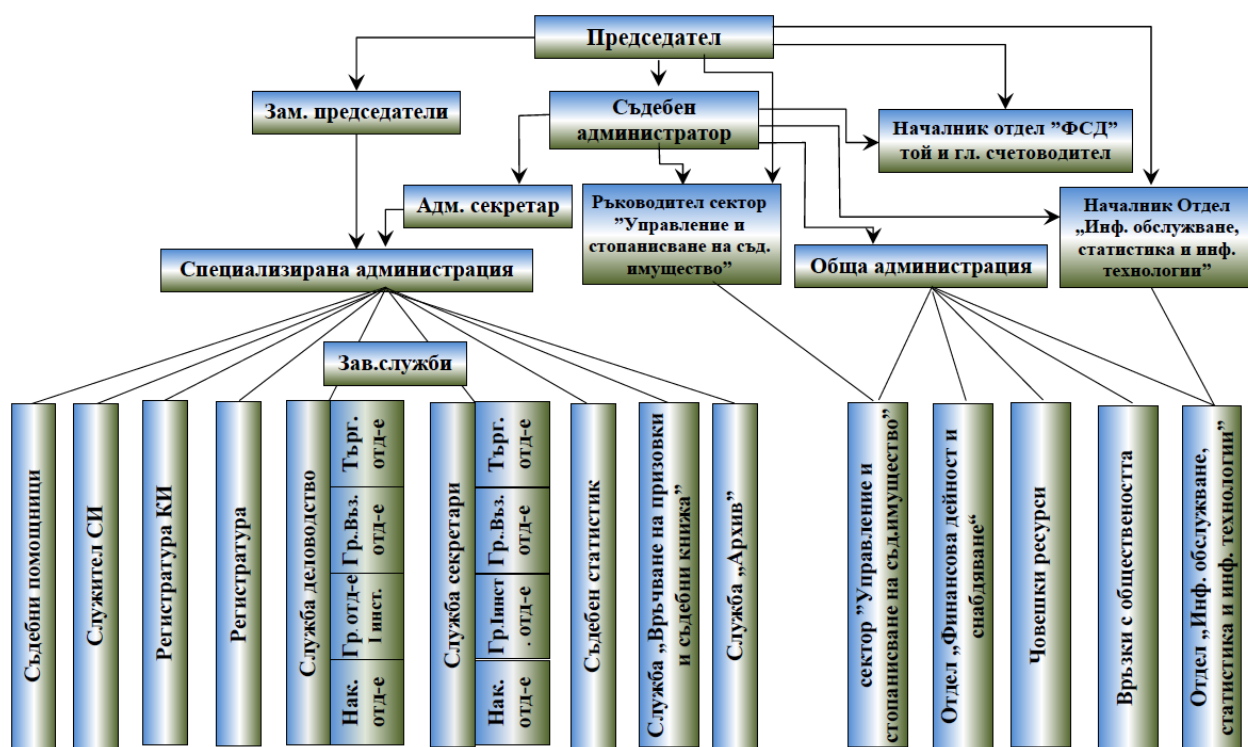 Председател
Зам. председатели
Съдебен
администратор
Началник отдел ”ФСД”
той и гл. счетоводител
Адм. секретар
Ръководител сектор
”Управление и
стопанисване на съд.
имущество”
Началник Отдел
„Инф. обслужване,
статистика и инф.
технологии”
Специализирана администрация
Обща администрация
Зав.служби
Съдебни помощници
Служител СИ
Регистратура КИ
Регистратура
Служба деловодство
Търг.
отд-е
Гр.Въз.
отд-е
Гр.отд-е
I инст.
Нак.
отд-е
Служба секретари
Търг.
отд-е
Гр.Въз.
отд-е
Гр.Iинст
. отд-е
Нак.
отд-е
Съдебен статистик
Служба „Връчване на призовки
и съдебни книжа”
Служба „Архив”
сектор ”Управление и
стопанисване на съд.имущество”
Отдел „Финансова дейност и
снабдяване“
Човешки ресурси
Връзки с обществеността
Отдел „Инф. обслужване,
статистика и инф. технологии”